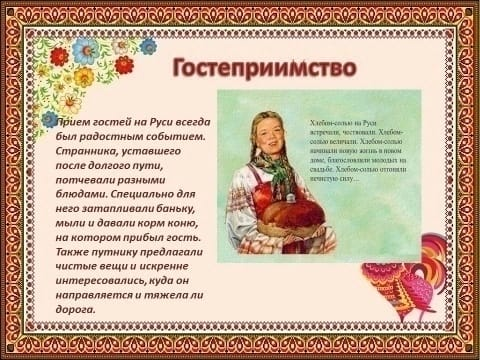 Гостеприимство
Прием гостей на Руси всегда
был радостным событием.
Странника, уставшего
после долгого пути,
потчевали разными
блюдами. Специально для
него затапливали баньку,
мыли и давали корм коню,
на котором прибыл гость.
Также путнику предлагали
чистые вещи и искренне
интересовались, куда он
направляется и тяжела ли
дорога.
Хлебом-солью на Руси
встречали, чествовали. Хлебом-
солью величали. Хлебом-солью
начинали новую жизнь в новом
доме, благословляли молодых на
свадьбе. Хлебом-солью отгоняли
нечистую силу…